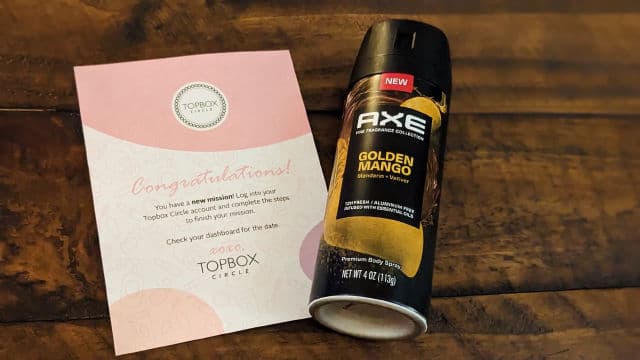 TOPBOX
CIRCLE
Congratulations!
You have a new mission! Log into your
Topbox Circle account and complete the steps
to finish your mission.
Check your dashboard for the date.
xoxo,
TOPBOX
CIRCLE
NEW
AXE
FINE FRAGRANCE COLLECTION
GOLDEN
MANGO
Mandarin + Vetiver
72H FRESH / ALUMINUM FREE
INFUSED WITH ESSENTIAL OILS
Premium Body Spray
NET WT 4 OZ (113g)